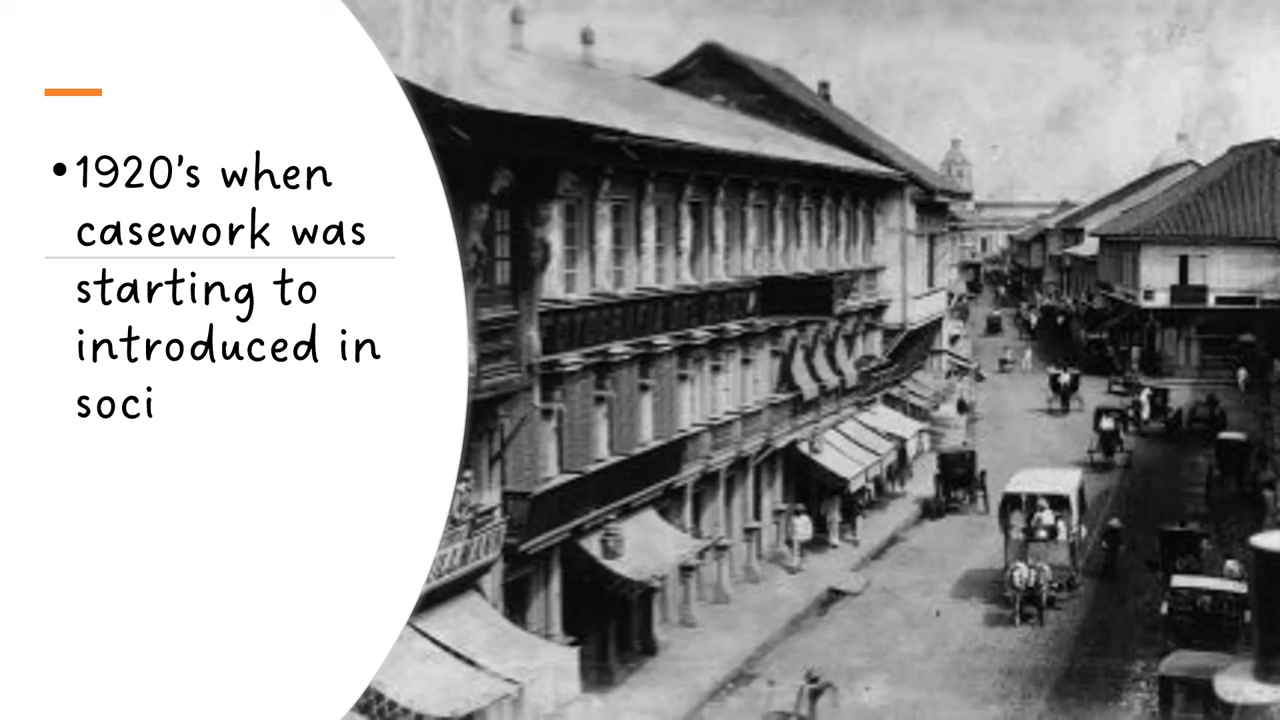 •1920's when
casework was
starting to
introduced in
soci